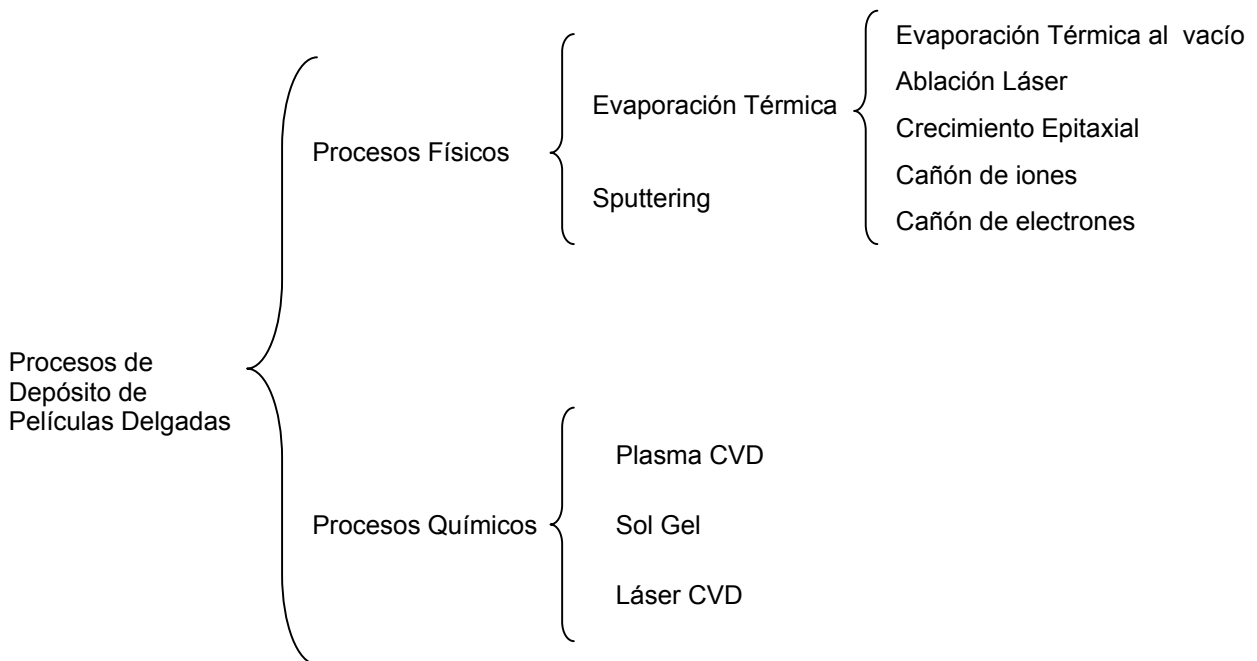 Procesos de
Depósito de
Películas Delgadas
Procesos Físicos
Evaporación Térmica
Evaporación Térmica al vacío
Ablación Láser
Crecimiento Epitaxial
Cañón de iones
Cañón de electrones
Sputtering
Procesos Químicos
Plasma CVD
Sol Gel
Láser CVD